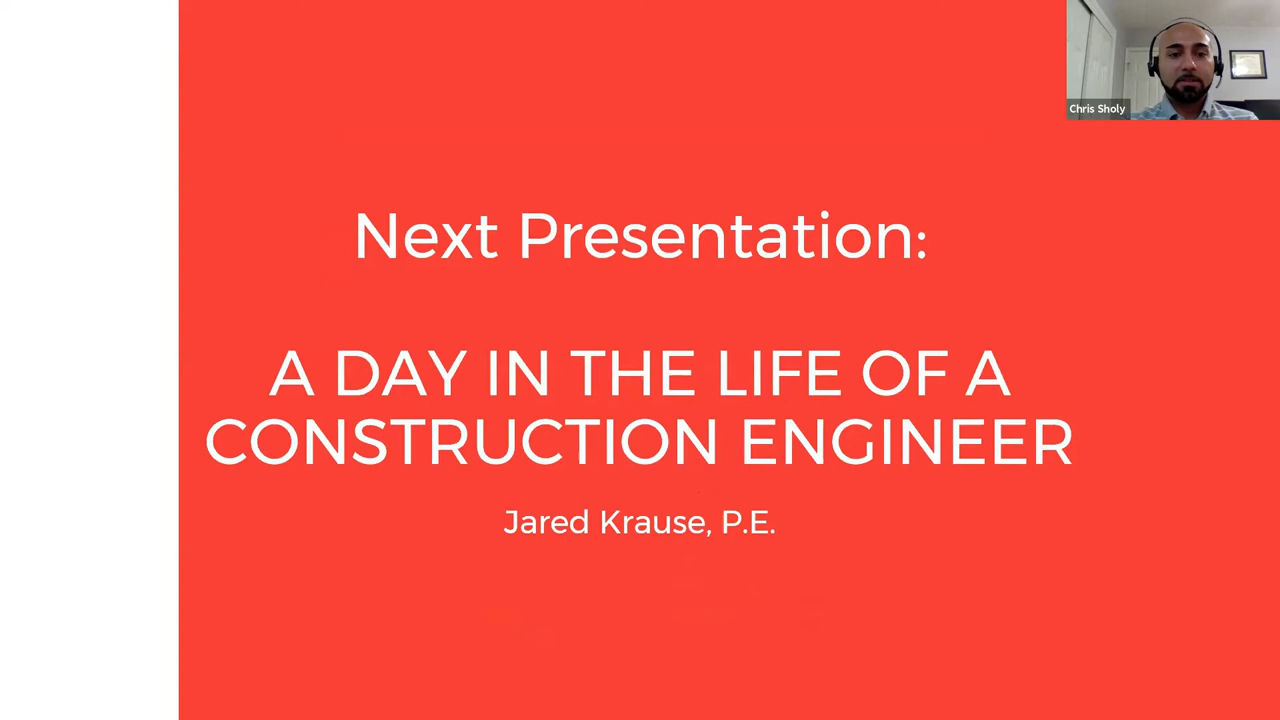 Chris Sholy
Next Presentation:
A DAY IN THE LIFE OF A
CONSTRUCTION ENGINEER
Jared Krause, P.E.